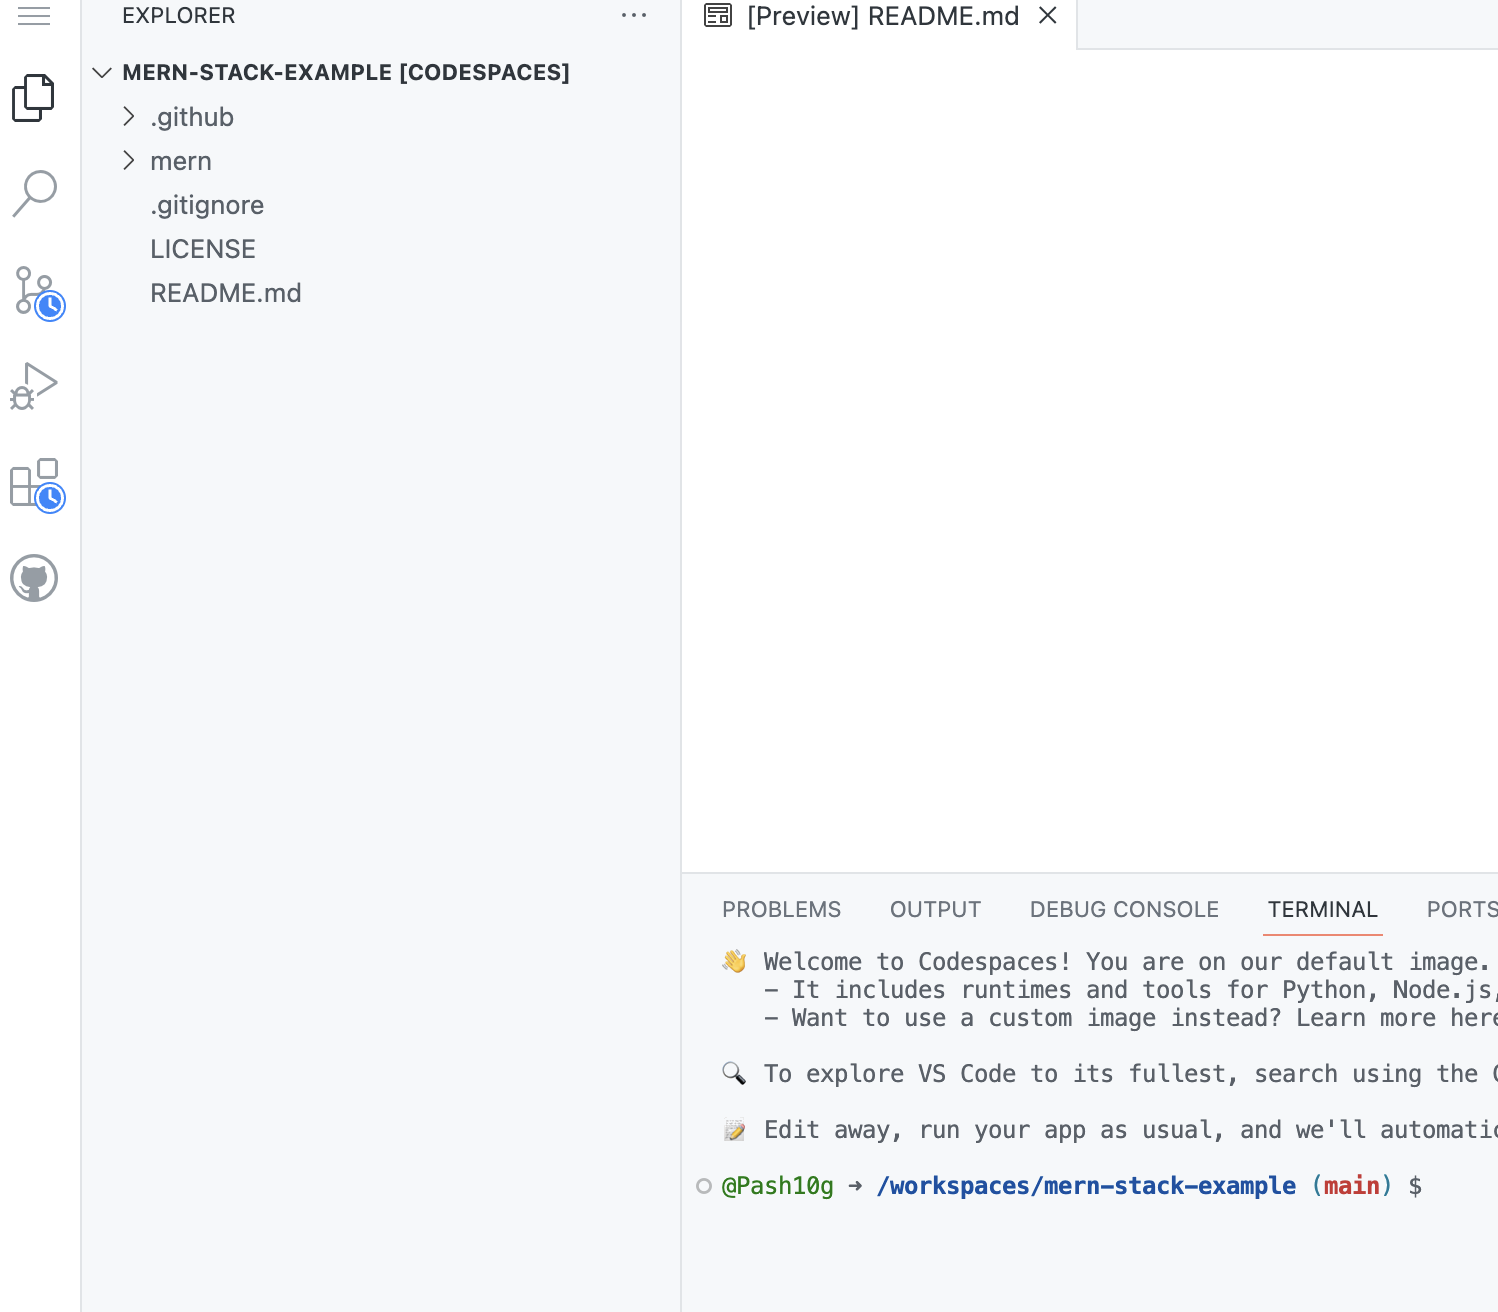 EXPLORER
MERN-STACK-EXAMPLE [CODESPACES]
.github
mern
.gitignore
LICENSE
README.md
[Preview] README.md
PROBLEMS OUTPUT DEBUG CONSOLE TERMINAL PORTS
👋 Welcome to Codespaces! You are on our default image.
- It includes runtimes and tools for Python, Node.js,
- Want to use a custom image instead? Learn more here
🔍 To explore VS Code to its fullest, search using the
📝 Edit away, run your app as usual, and we'll automatic
@Pash10g ➜ /workspaces/mern-stack-example (main) $